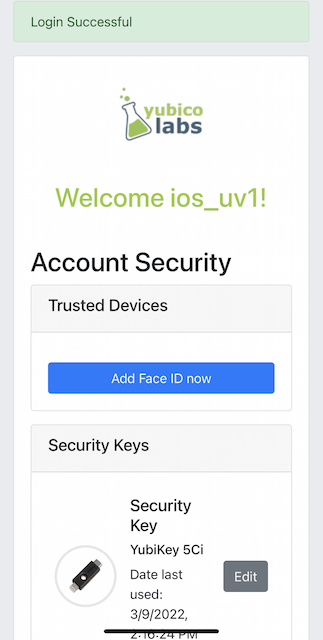 Login Successful
yubico
labs
Welcome ios_uv1!
Account Security
Trusted Devices
Add Face ID now
Security Keys
Security
Key
YubiKey 5Ci
Date last
used:
3/9/2022,
2:16:24 PM
Edit